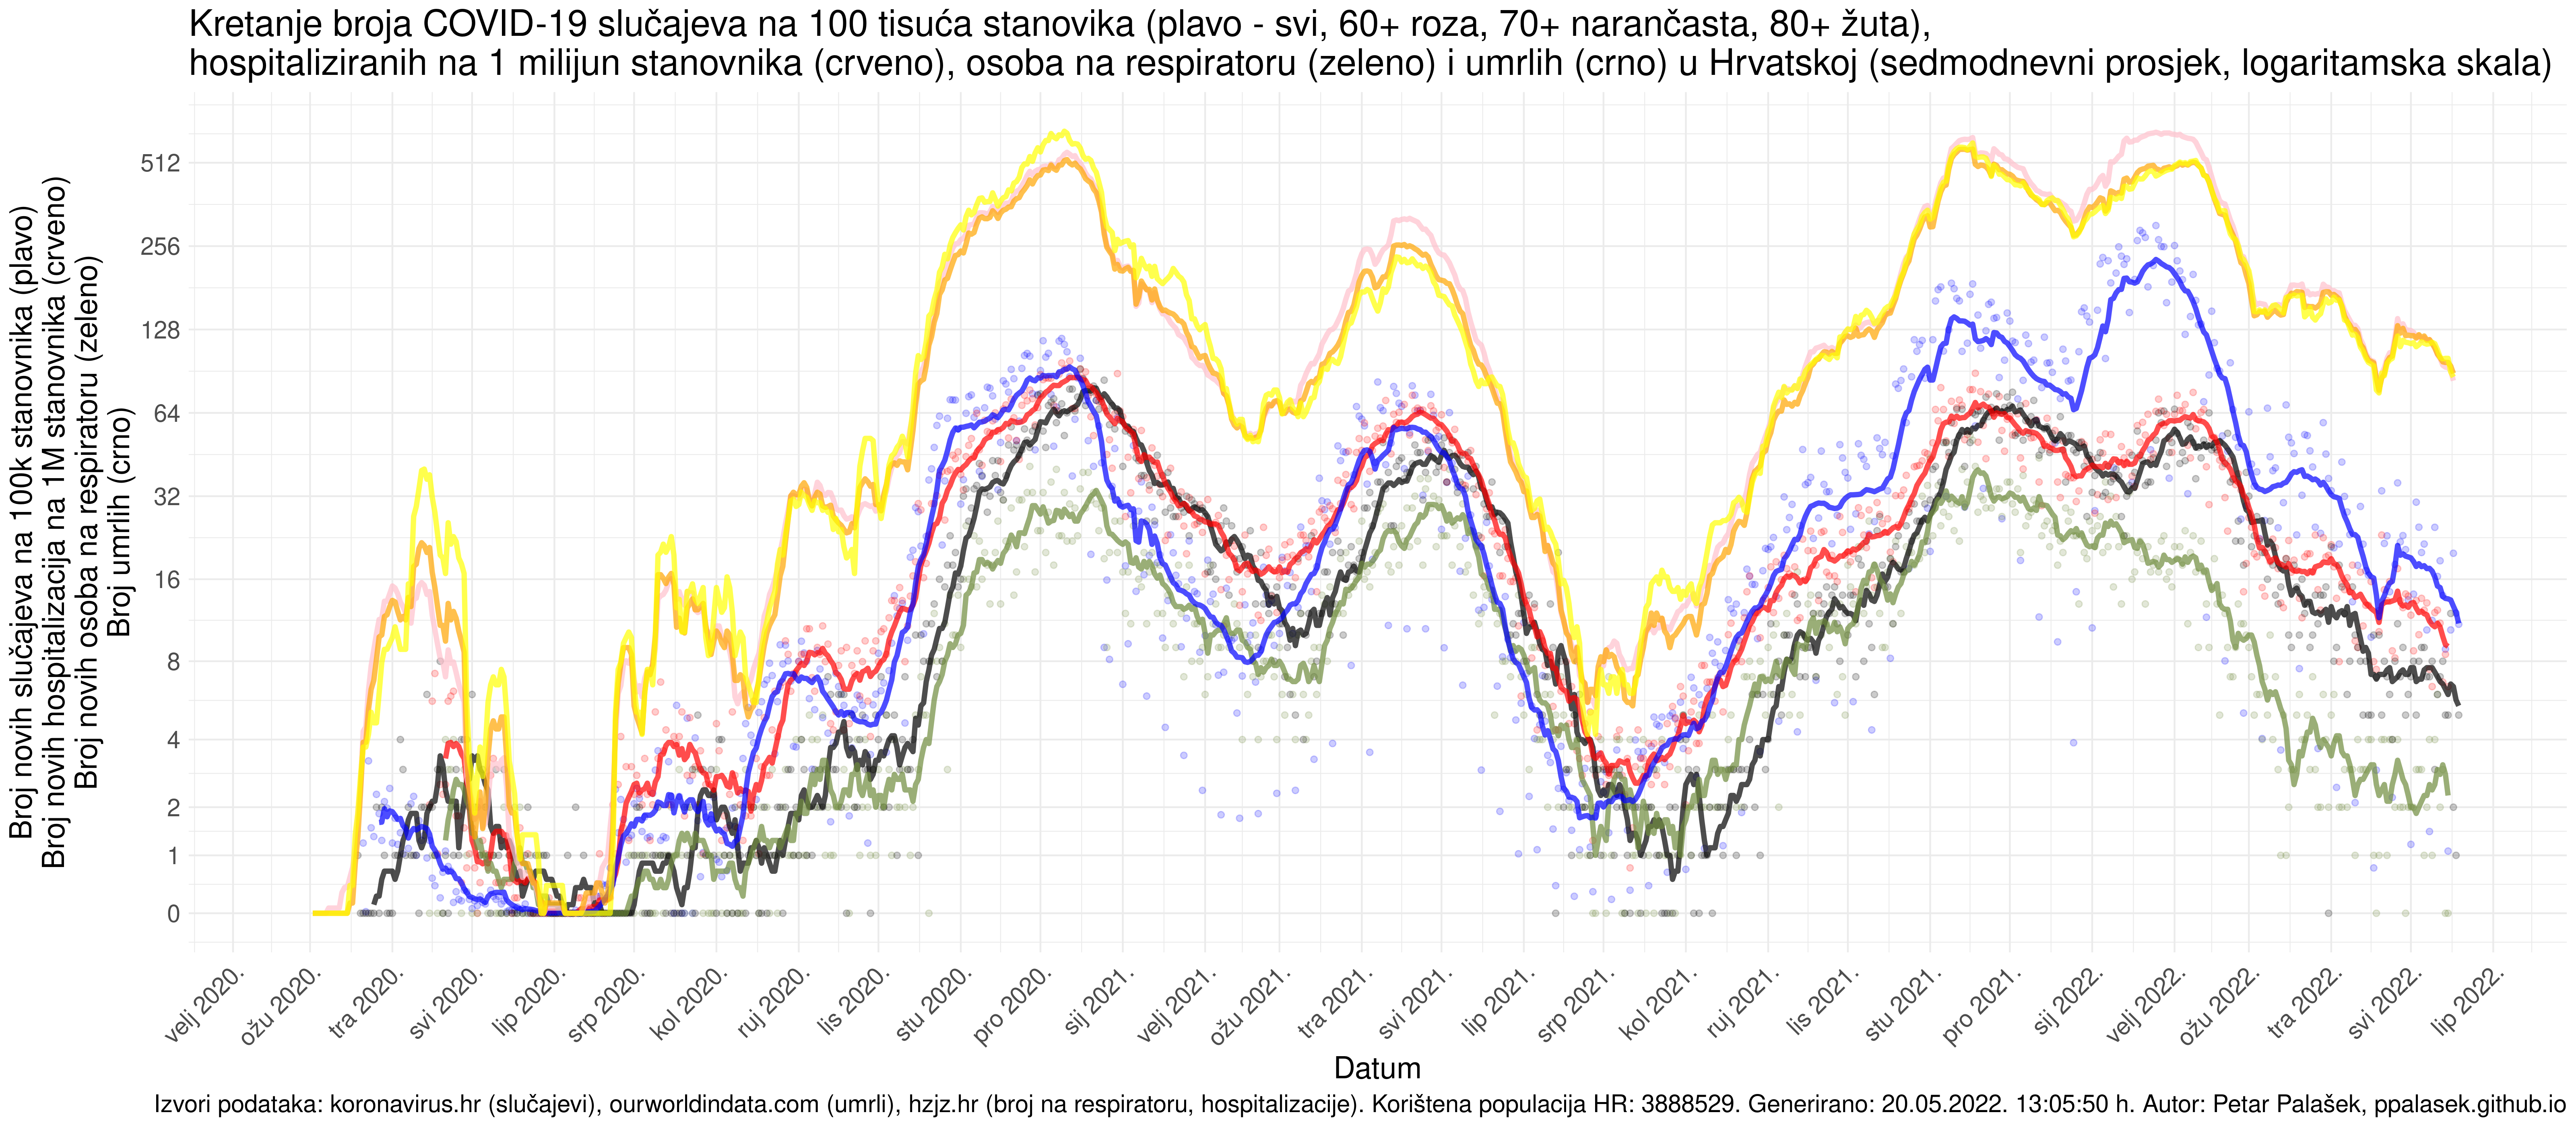 Kretanje broja COVID-19 slučajeva na 100 tisuća stanovika (plavo - svi, 60+ roza, 70+ narančasta, 80+ žuta),
hospitaliziranih na 1 milijun stanovnika (crveno), osoba na respiratoru (zeleno) i umrlih (crno) u Hrvatskoj (sedmodnevni prosjek, logaritamska skala)
Broj novih slučajeva na 100k stanovnika (plavo)
Broj novih hospitalizacija na 1M stanovnika (crveno)
Broj novih osoba na respiratoru (zeleno)
Broj umrlih (crno)
512
256
128
64
32
16
8
4
2
1
0
velj 2020.
ožu 2020.
tra 2020.
svi 2020.
lip 2020.
srp 2020.
kol 2020.
ruj 2020.
lis 2020.
stu 2020.
pro 2020.
sij 2021.
velj 2021.
ožu 2021.
tra 2021.
svi 2021.
lip 2021.
srp 2021.
kol 2021.
ruj 2021.
lis 2021.
stu 2021.
pro 2021.
sij 2022.
velj 2022.
ožu 2022.
tra 2022.
svi 2022.
lip 2022.
Datum
Izvori podataka: koronavirus.hr (slučajevi), ourworldindata.com (umrli), hzjz.hr (broj na respiratoru, hospitalizacije). Korištena populacija HR: 3888529. Generirano: 20.05.2022. 13:05:50 h. Autor: Petar Palašek, ppalasek.github.io